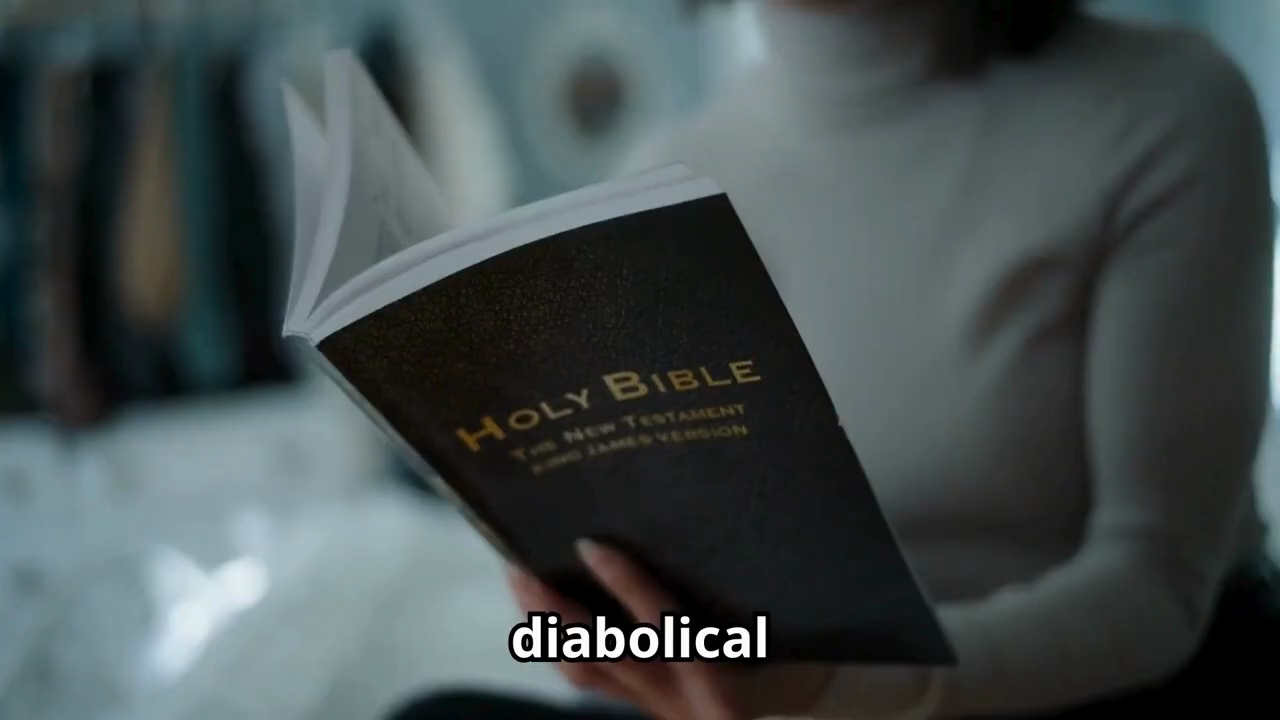 HOLY BIBLE
THE NEW TESTAMENT
KING JAMES VERSION
diabolical